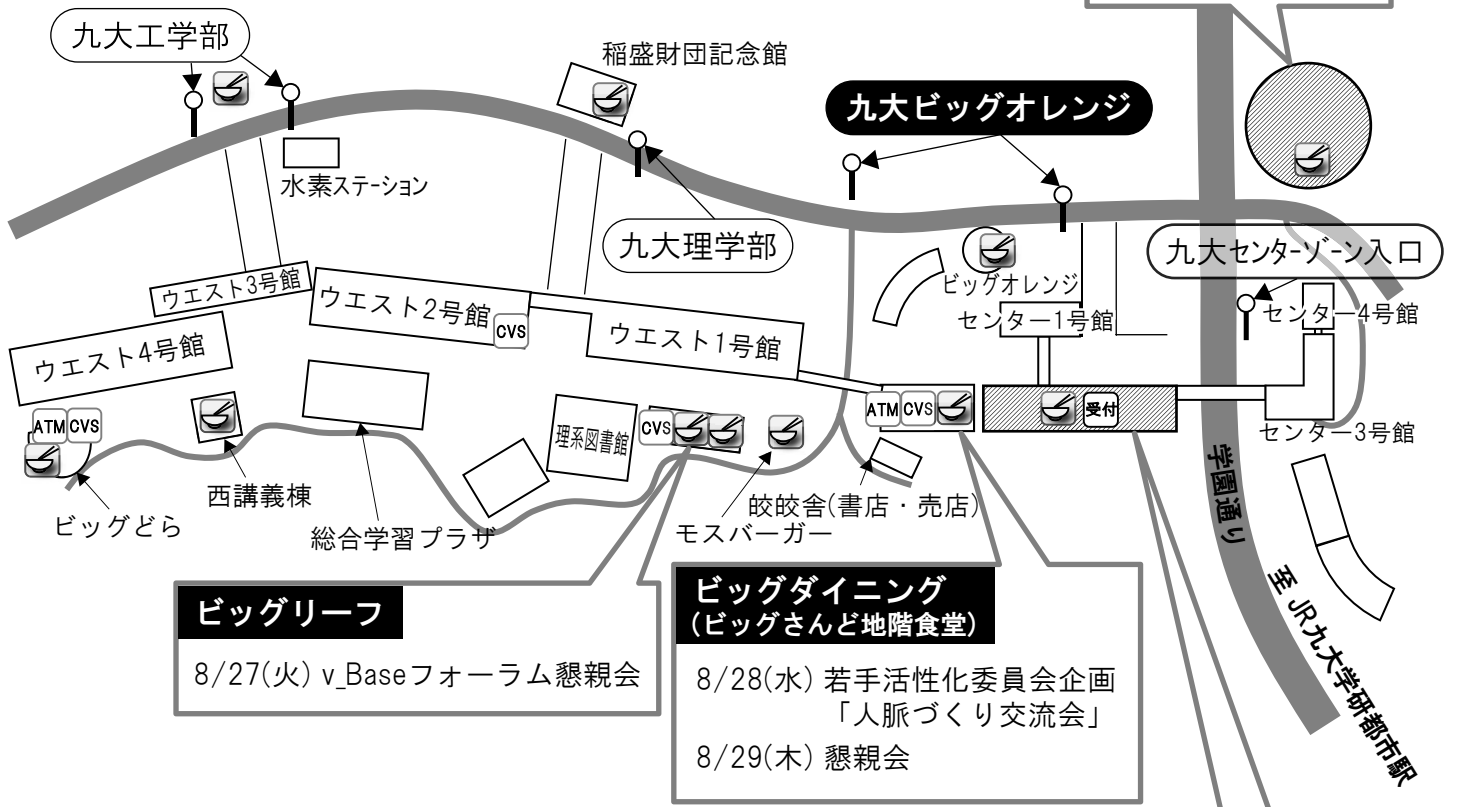 九大工学部
稲盛財団記念館
九大ビッグオレンジ
水素ステーション
九大理学部
九大センターゾーン入口
ウエスト3号館
ウエスト2号館
CVS
ビッグオレンジ
センター1号館
センター4号館
ウエスト4号館
ウエスト1号館
ATM CVS
ATM CVS
受付
理系図書館
CVS
センター3号館
西講義棟
皎皎舎(書店・売店)
ビッグどら
総合学習プラザ
モスバーガー
学園通り
至 JR九大学研都市駅
ビッグリーフ
8/27(火) v_Baseフォーラム懇親会
ビッグダイニング
(ビッグさんど地階食堂)
8/28(水) 若手活性化委員会企画
「人脈づくり交流会」
8/29(木) 懇親会